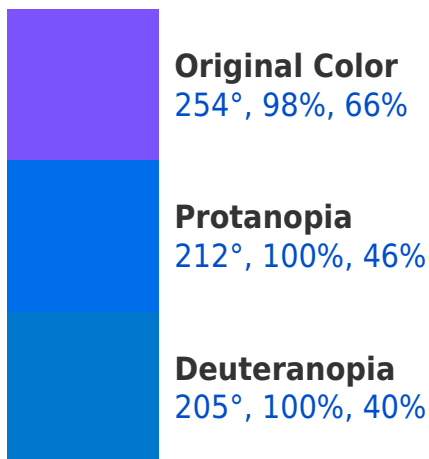 Original Color
254°, 98%, 66%
Protanopia
212°, 100%, 46%
Deuteranopia
205°, 100%, 40%